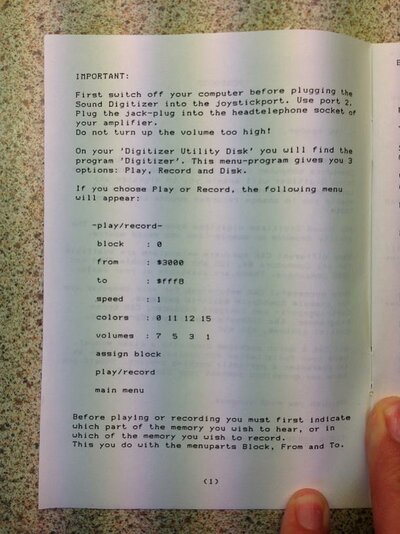 IMPORTANT:
First switch off your computer before plugging the
Sound Digitizer into the joystickport. Use port 2.
Plug the jack-plug into the headtelephone socket of
your amplifier.
Do not turn up the volume too high!
On your 'Digitizer Utility Disk' you will find the
program 'Digitizer'. This menu-program gives you 3
options: Play, Record and Disk.
If you choose Play or Record, the following menu
will appear:
-play/record-
block : 0
from : $3000
to : $fff8
speed : 1
colors : 0 11 12 15
volumes : 7 5 3 1
assign block
play/record
main menu
Before playing or recording you must first indicate
which part of the memory you wish to hear, or in
which of the memory you wish to record.
This you do with the menuparts Block, From and To.
(1)